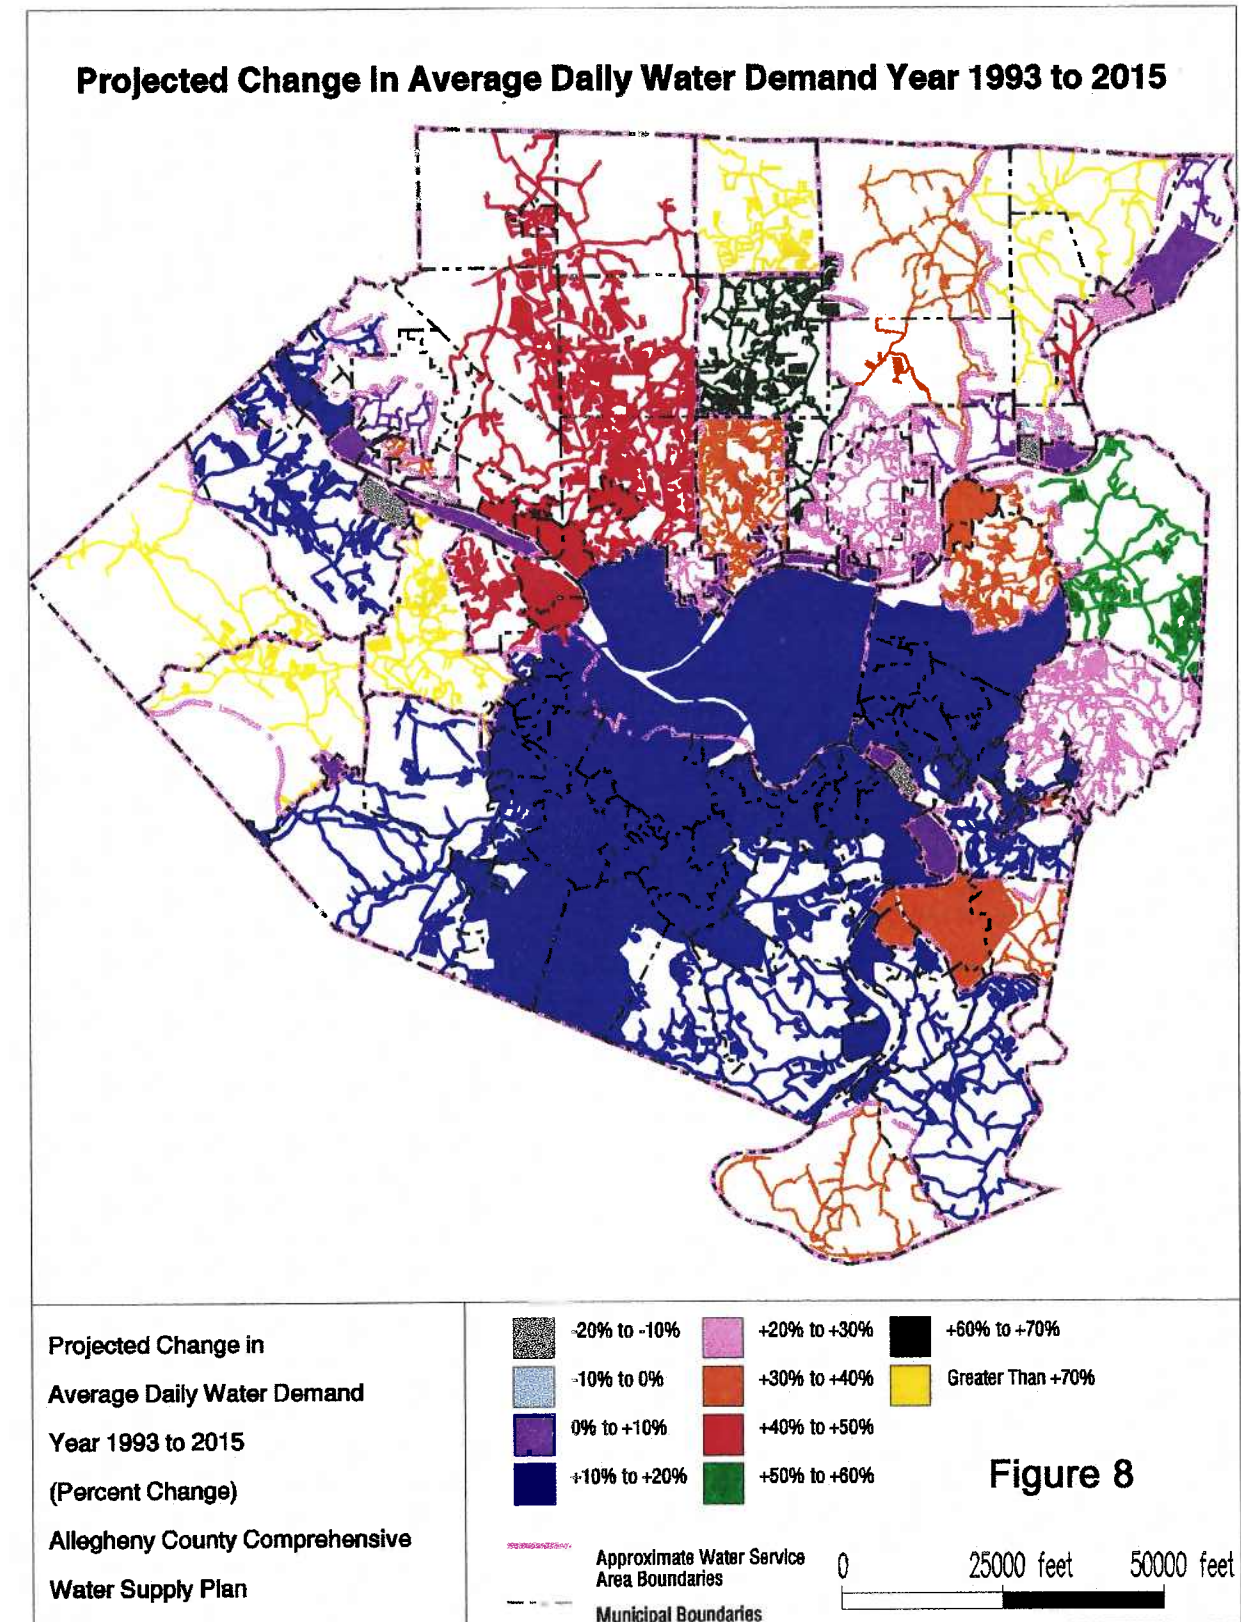 Projected Change in Average Daily Water Demand Year 1993 to 2015
Projected Change in
Average Daily Water Demand
Year 1993 to 2015
(Percent Change)
Allegheny County Comprehensive
Water Supply Plan
-20% to -10%
-10% to 0%
0% to +10%
+10% to +20%
+20% to +30%
+30% to +40%
+40% to +50%
+50% to +60%
+60% to +70%
Greater Than +70%
Figure 8
Approximate Water Service
Area Boundaries
Municipal Boundaries
0 25000 feet 50000 feet